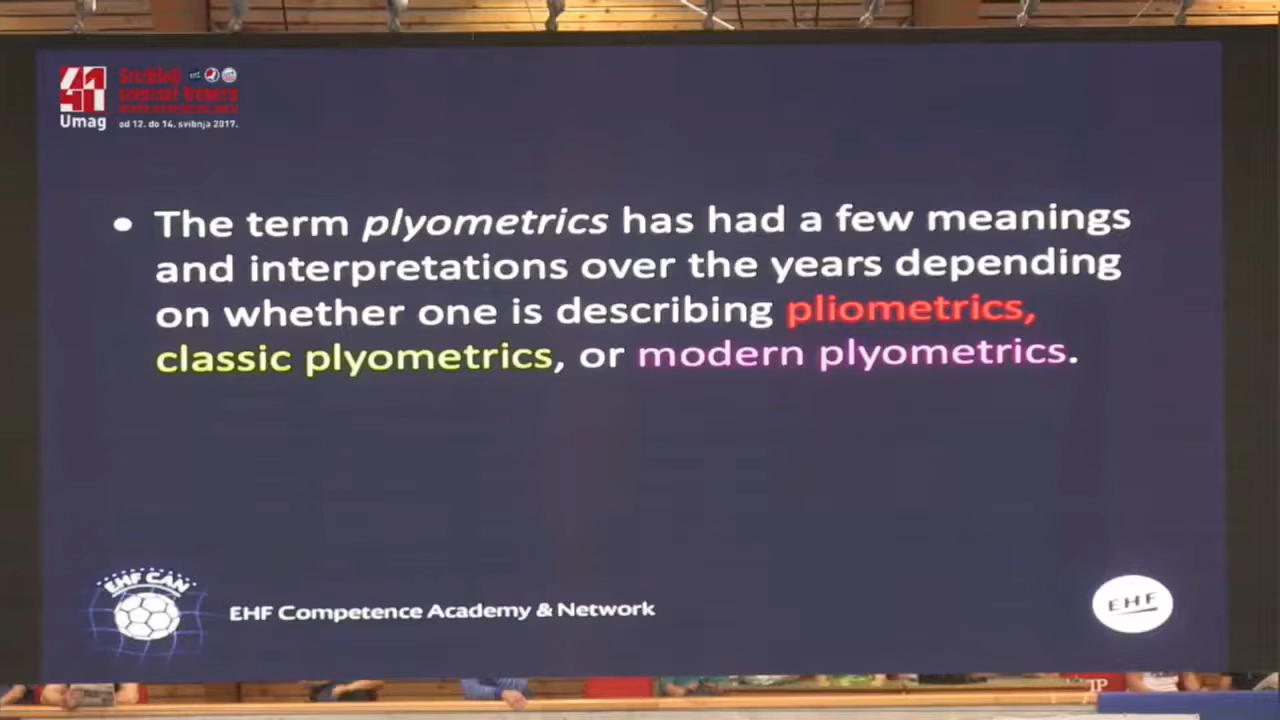 41
Umag
od 12. do 14. svibnja 2017.
• The term plyometrics has had a few meanings
and interpretations over the years depending
on whether one is describing pliometrics,
classic plyometrics, or modern plyometrics.
EHF CAN
EHF Competence Academy & Network
EHF